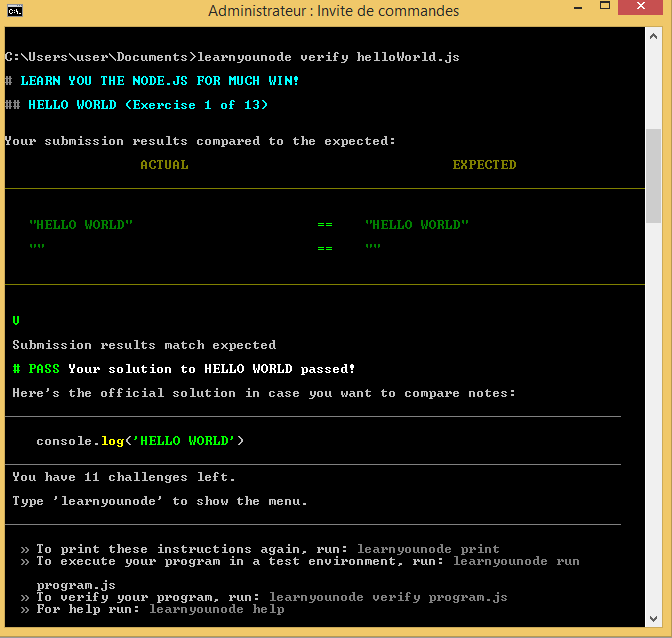 Administrateur : Invite de commandes
C:\Users\user\Documents>learnyounode verify helloWorld.js
# LEARN YOU THE NODE.JS FOR MUCH WIN!
## HELLO WORLD (Exercise 1 of 13)
Your submission results compared to the expected:
ACTUAL EXPECTED
"HELLO WORLD" == "HELLO WORLD"
"" == ""
V
Submission results match expected
# PASS Your solution to HELLO WORLD passed!
Here's the official solution in case you want to compare notes:
console.log('HELLO WORLD')
You have 11 challenges left.
Type 'learnyounode' to show the menu.
» To print these instructions again, run: learnyounode print
» To execute your program in a test environment, run: learnyounode run
program.js
» To verify your program, run: learnyounode verify program.js
» For help run: learnyounode help